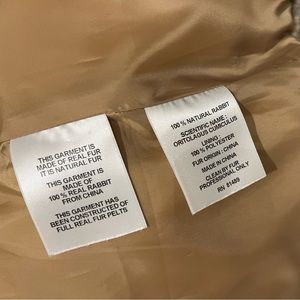 THIS GARMENT IS
MADE OF REAL FUR
IT IS NATURAL FUR
THIS GARMENT IS
MADE OF
100% REAL RABBIT
FROM CHINA
THIS GARMENT HAS
BEEN CONSTRUCTED OF
FULL REAL FUR PELTS
100% NATURAL RABBIT
SCIENTIFIC NAME:
ORITOLAGUS CUNICULUS
LINING:
100% POLYESTER
FUR ORIGIN: CHINA
MADE IN CHINA
CLEAN BY FUR
PROFESSIONAL ONLY
RN 81489